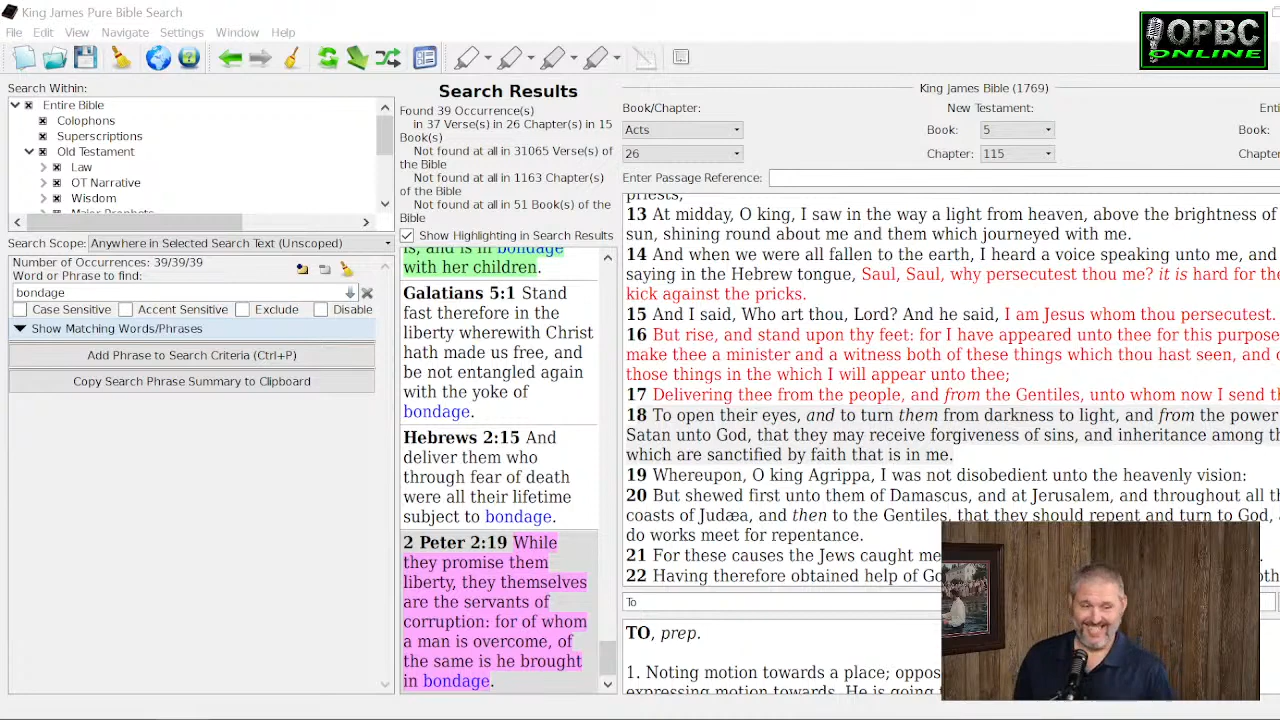 King James Pure Bible Search
File Edit View Navigate Settings Window Help
OPBC
ONLINE
Search Within:
Entire Bible
Colophons
Superscriptions
Old Testament
Law
OT Narrative
Wisdom
Major Prophets
Search Scope: Anywhere in Selected Search Text (Unscoped)
Number of Occurrences: 39/39/39
Word or Phrase to find:
bondage
Case Sensitive Accent Sensitive Exclude Disable
Show Matching Words/Phrases
Add Phrase to Search Criteria (Ctrl+P)
Copy Search Phrase Summary to Clipboard
Search Results
Found 39 Occurrence(s)
in 37 Verse(s) in 26 Chapter(s) in 15
Book(s)
Not found at all in 31065 Verse(s) of
the Bible
Not found at all in 1163 Chapter(s)
of the Bible
Not found at all in 51 Book(s) of the
Bible
Show Highlighting in Search Results
is, and is in bondage
with her children.
Galatians 5:1 Stand
fast therefore in the
liberty wherewith Christ
hath made us free, and
be not entangled again
with the yoke of
bondage.
Hebrews 2:15 And
deliver them who
through fear of death
were all their lifetime
subject to bondage.
2 Peter 2:19 While
they promise them
liberty, they themselves
are the servants of
corruption: for of whom
a man is overcome, of
the same is he brought
in bondage.
King James Bible (1769)
Book/Chapter: New Testament: Enti
Acts Book: 5 Book:
26 Chapter: 115 Chapter
Enter Passage Reference:
priests,
13 At midday, O king, I saw in the way a light from heaven, above the brightness of
sun, shining round about me and them which journeyed with me.
14 And when we were all fallen to the earth, I heard a voice speaking unto me, and
saying in the Hebrew tongue, Saul, Saul, why persecutest thou me? it is hard for the
kick against the pricks.
15 And I said, Who art thou, Lord? And he said, I am Jesus whom thou persecutest.
16 But rise, and stand upon thy feet: for I have appeared unto thee for this purpose
make thee a minister and a witness both of these things which thou hast seen, and o
those things in the which I will appear unto thee;
17 Delivering thee from the people, and from the Gentiles, unto whom now I send th
18 To open their eyes, and to turn them from darkness to light, and from the power
Satan unto God, that they may receive forgiveness of sins, and inheritance among th
which are sanctified by faith that is in me.
19 Whereupon, O king Agrippa, I was not disobedient unto the heavenly vision:
20 But shewed first unto them of Damascus, and at Jerusalem, and throughout all th
coasts of Judæa, and then to the Gentiles, that they should repent and turn to God, a
do works meet for repentance.
21 For these causes the Jews caught me
22 Having therefore obtained help of Go oth
To
TO, prep.
1. Noting motion towards a place; oppos
expressing motion towards. He is going